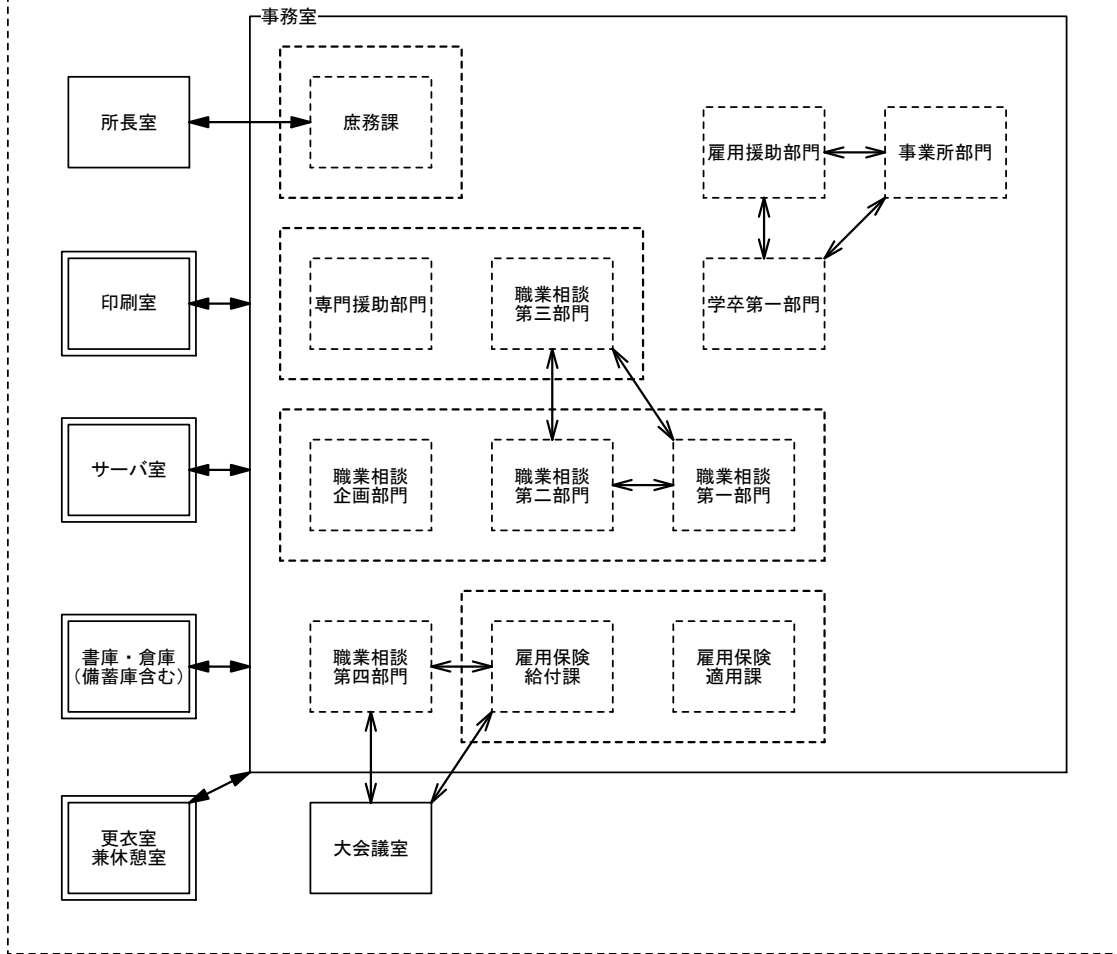 事務室
所長室
庶務課
雇用援助部門
事業所部門
印刷室
専門援助部門
職業相談
第三部門
学卒第一部門
サーバ室
職業相談
企画部門
職業相談
第二部門
職業相談
第一部門
書庫・倉庫
(備蓄庫含む)
職業相談
第四部門
雇用保険
給付課
雇用保険
適用課
更衣室
兼休憩室
大会議室